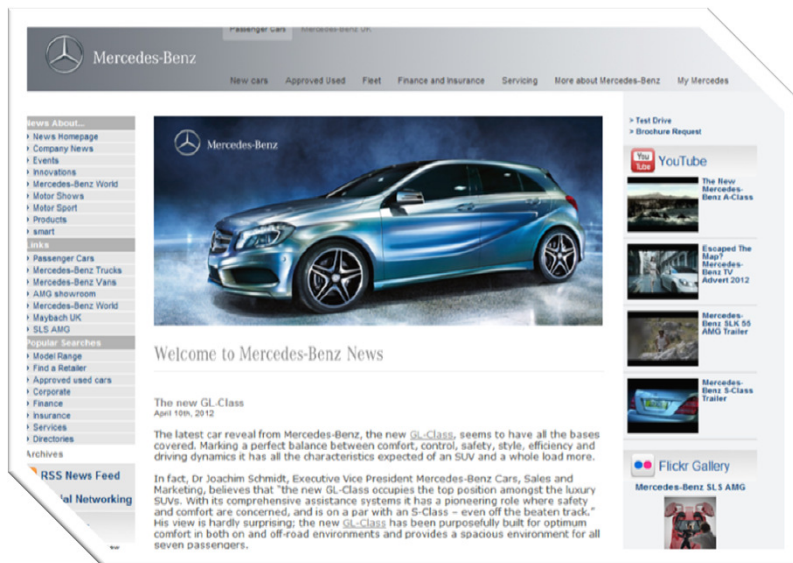 Passenger Cars Mercedes-Benz UK
Mercedes-Benz
New cars Approved Used Fleet Finance and Insurance Servicing More about Mercedes-Benz My Mercedes
News About...
News Homepage
Company News
Events
Innovations
Mercedes-Benz World
Motor Shows
Motor Sport
Products
smart
Links
Passenger Cars
Mercedes-Benz Trucks
Mercedes-Benz Vans
AMG showroom
Mercedes-Benz World
Maybach UK
SLS AMG
Popular Searches
Model Range
Find a Retailer
Approved used cars
Corporate
Finance
Insurance
Services
Directories
Archives
RSS News Feed
ial Networking
Mercedes-Benz
Welcome to Mercedes-Benz News
The new GL-Class
April 10th, 2012
The latest car reveal from Mercedes-Benz, the new GL-Class, seems to have all the bases
covered. Marking a perfect balance between comfort, control, safety, style, efficiency and
driving dynamics it has all the characteristics expected of an SUV and a whole load more.
In fact, Dr Joachim Schmidt, Executive Vice President Mercedes-Benz Cars, Sales and
Marketing, believes that "the new GL-Class occupies the top position amongst the luxury
SUVs. With its comprehensive assistance systems it has a pioneering role where safety
and comfort are concerned, and is on a par with an S-Class – even off the beaten track."
His view is hardly surprising; the new GL-Class has been purposefully built for optimum
comfort in both on and off-road environments and provides a spacious environment for all
seven passengers.
> Test Drive
> Brochure Request
You
Tube
YouTube
The New
Mercedes-
Benz A-Class
Escaped The
Map?
Mercedes-
Benz TV
Advert 2012
Mercedes-
Benz SLK 55
AMG Trailer
Mercedes-
Benz S-Class
Trailer
Flickr Gallery
Mercedes-Benz SLS AMG